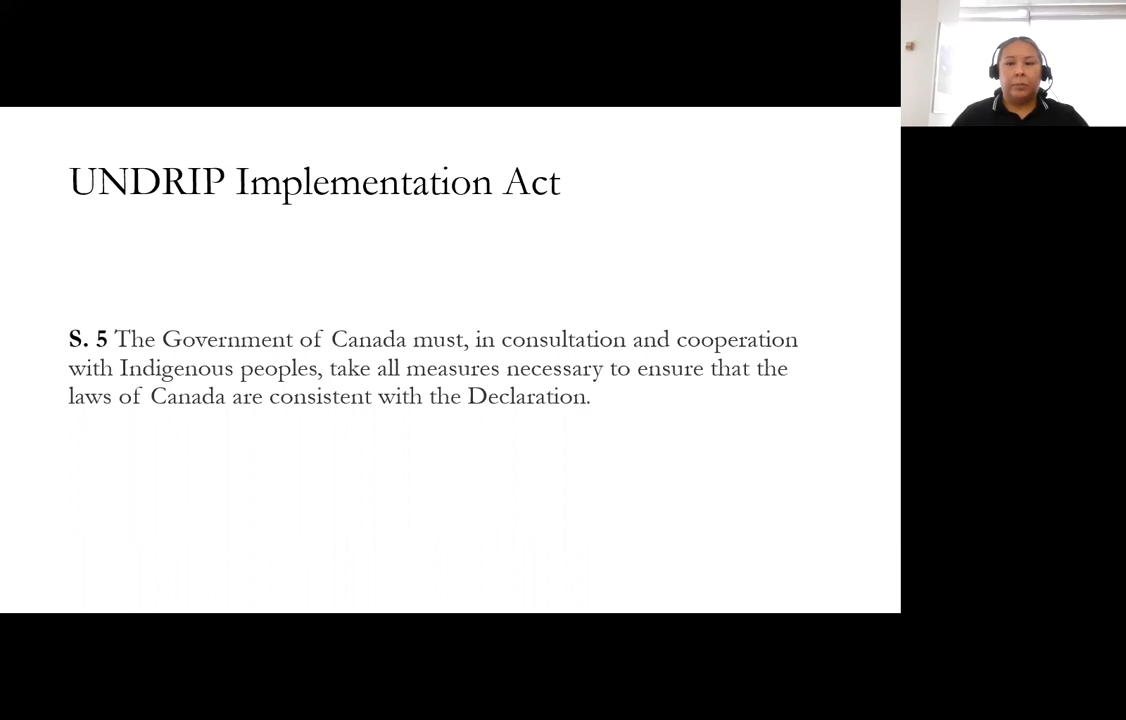 UNDRIP Implementation Act
S. 5 The Government of Canada must, in consultation and cooperation
with Indigenous peoples, take all measures necessary to ensure that the
laws of Canada are consistent with the Declaration.